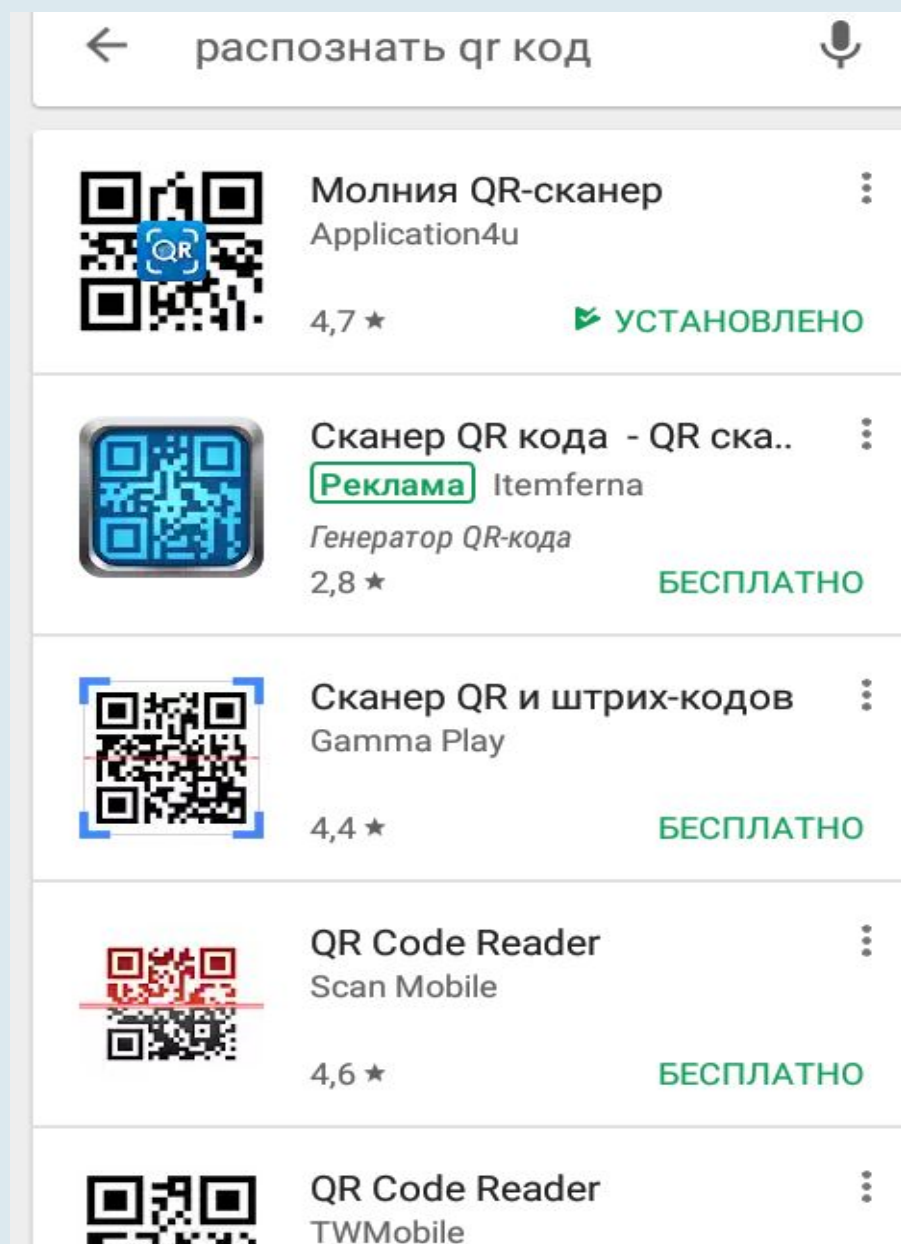 распознать qr код
Молния QR-сканер
Application4u
QR
4,7 ★
УСТАНОВЛЕНО
Сканер QR кода - QR ска..
Реклама Itemferna
Генератор QR-кода
2,8 ★
БЕСПЛАТНО
Сканер QR и штрих-кодов
Gamma Play
4,4 ★
БЕСПЛАТНО
QR Code Reader
Scan Mobile
4,6 ★
БЕСПЛАТНО
QR Code Reader
TWMobile